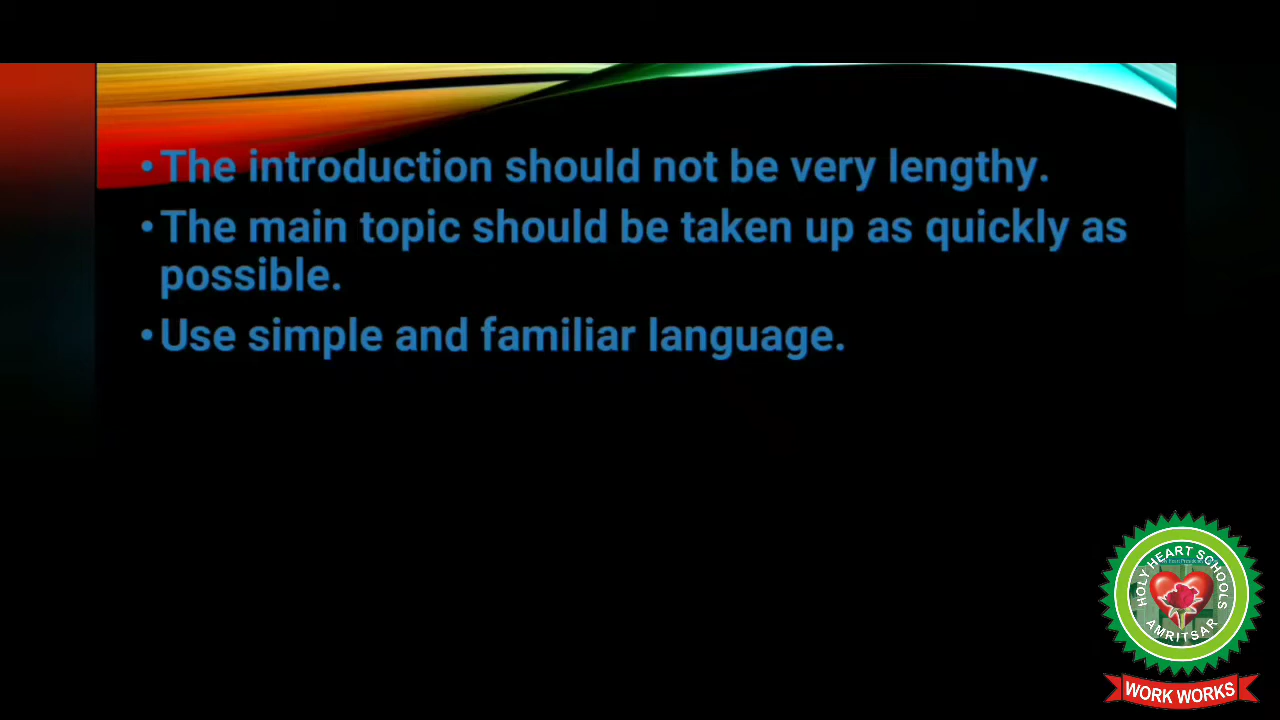 •The introduction should not be very lengthy.
•The main topic should be taken up as quickly as
possible.
•Use simple and familiar language.
HOLY HEART SCHOOLS
AMRITSAR
WORK WORKS